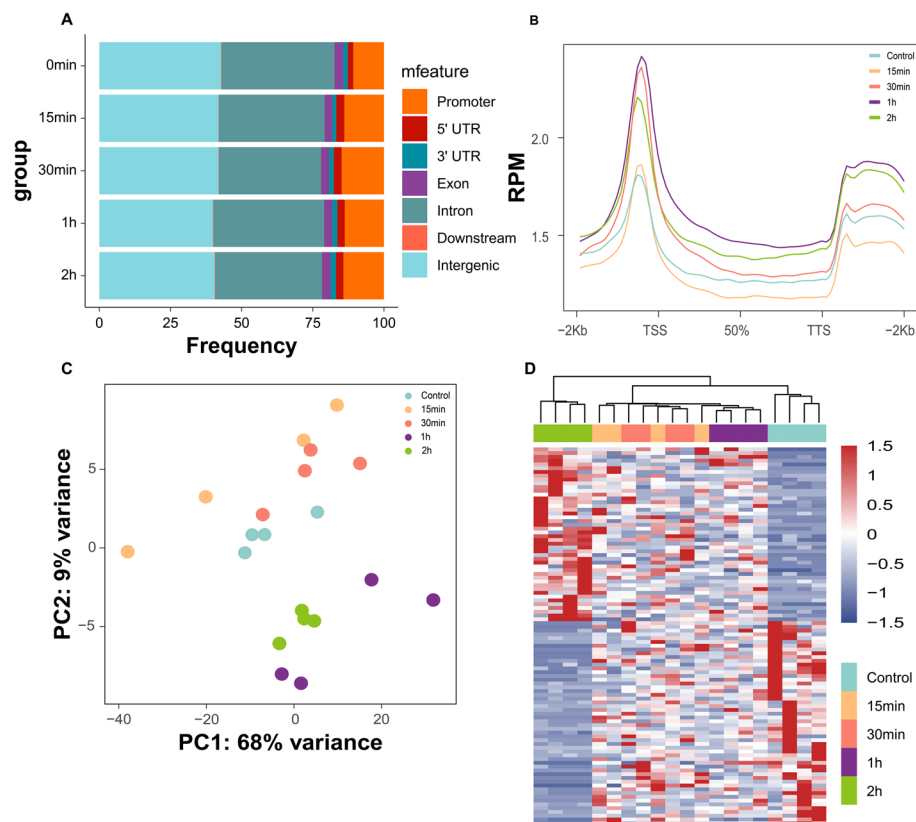 A
group
0min
15min
30min
1h
2h
0 25 50 75 100
Frequency
mfeature
Promoter
5' UTR
3' UTR
Exon
Intron
Downstream
Intergenic
B
RPM
2.0
1.5
−2Kb TSS 50% TTS −2Kb
Control
15min
30min
1h
2h
C
PC2: 9% variance
5
0
−5
−40 −20 0 20
PC1: 68% variance
Control
15min
30min
1h
2h
D
1.5
1
0.5
0
−0.5
−1
−1.5
Control
15min
30min
1h
2h